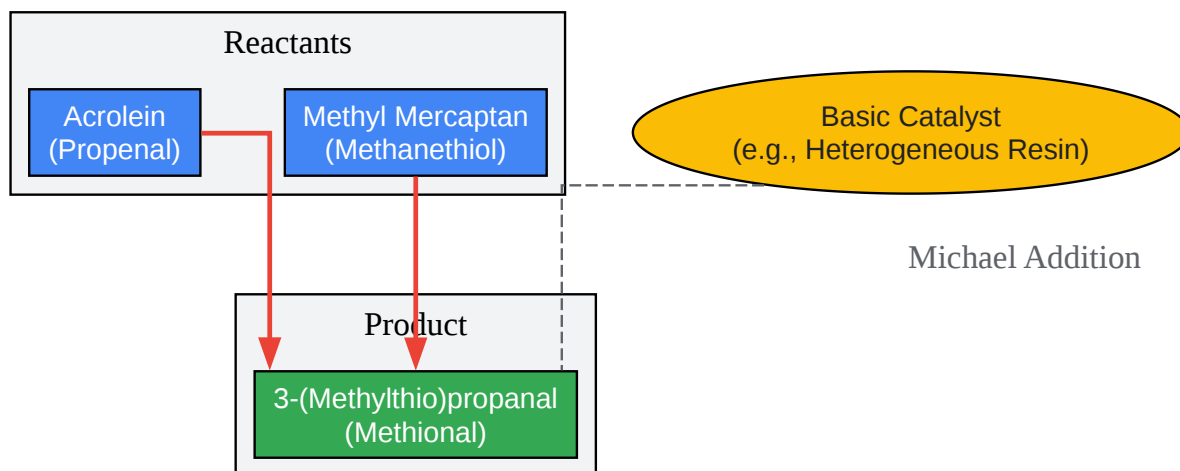 Reactants
Acrolein
(Propenal)
Methyl Mercaptan
(Methanethiol)
Basic Catalyst
(e.g., Heterogeneous Resin)
Michael Addition
Product
3-(Methylthio)propanal
(Methional)